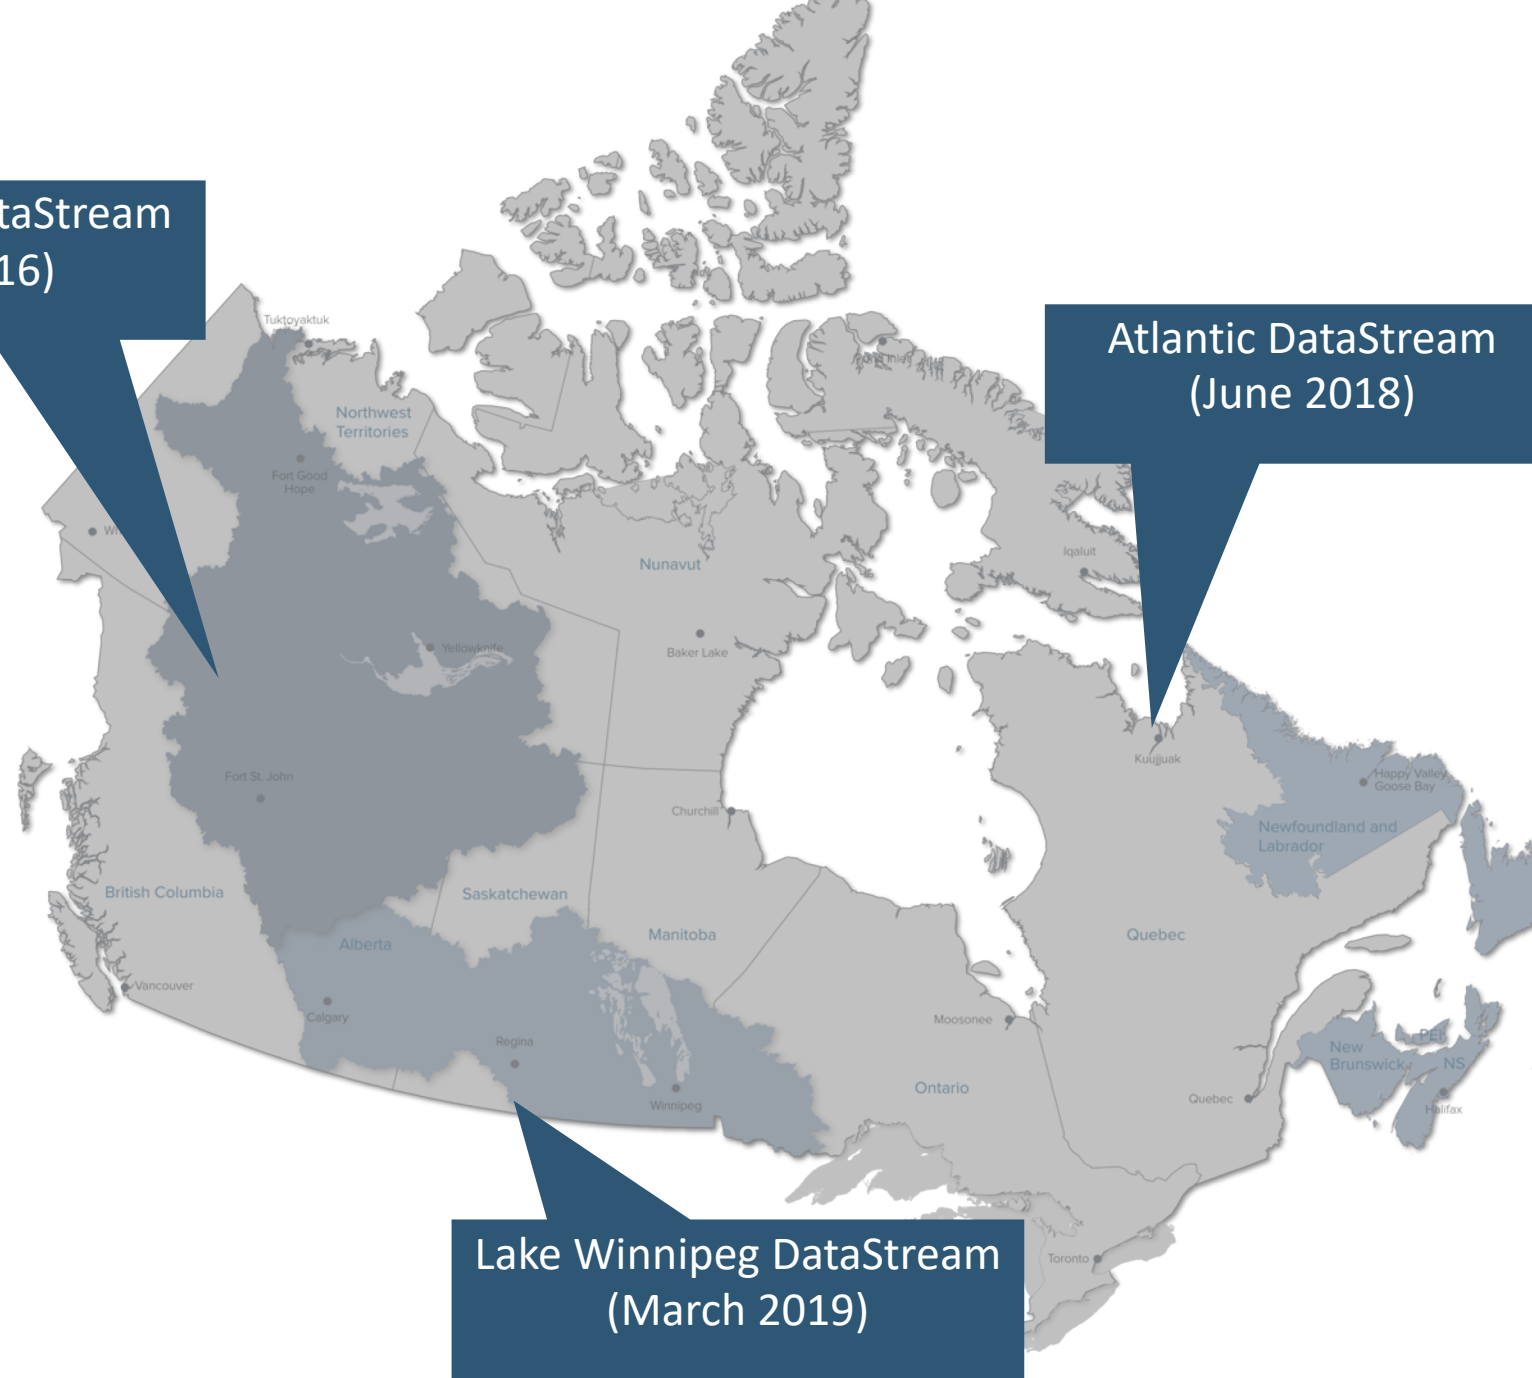 taStream
16)
Atlantic DataStream
(June 2018)
Lake Winnipeg DataStream
(March 2019)
Tuktoyaktuk
Northwest
Territories
Fort Good
Hope
Nunavut
Iqaluit
Yellowknife
Baker Lake
Kuujjuak
Fort St. John
Churchill
Happy Valley
Goose Bay
Newfoundland and
Labrador
British Columbia
Saskatchewan
Alberta
Manitoba
Quebec
Vancouver
Calgary
Moosonee
Regina
Winnipeg
Ontario
Quebec
New
Brunswick
PEI
NS
Halifax
Toronto